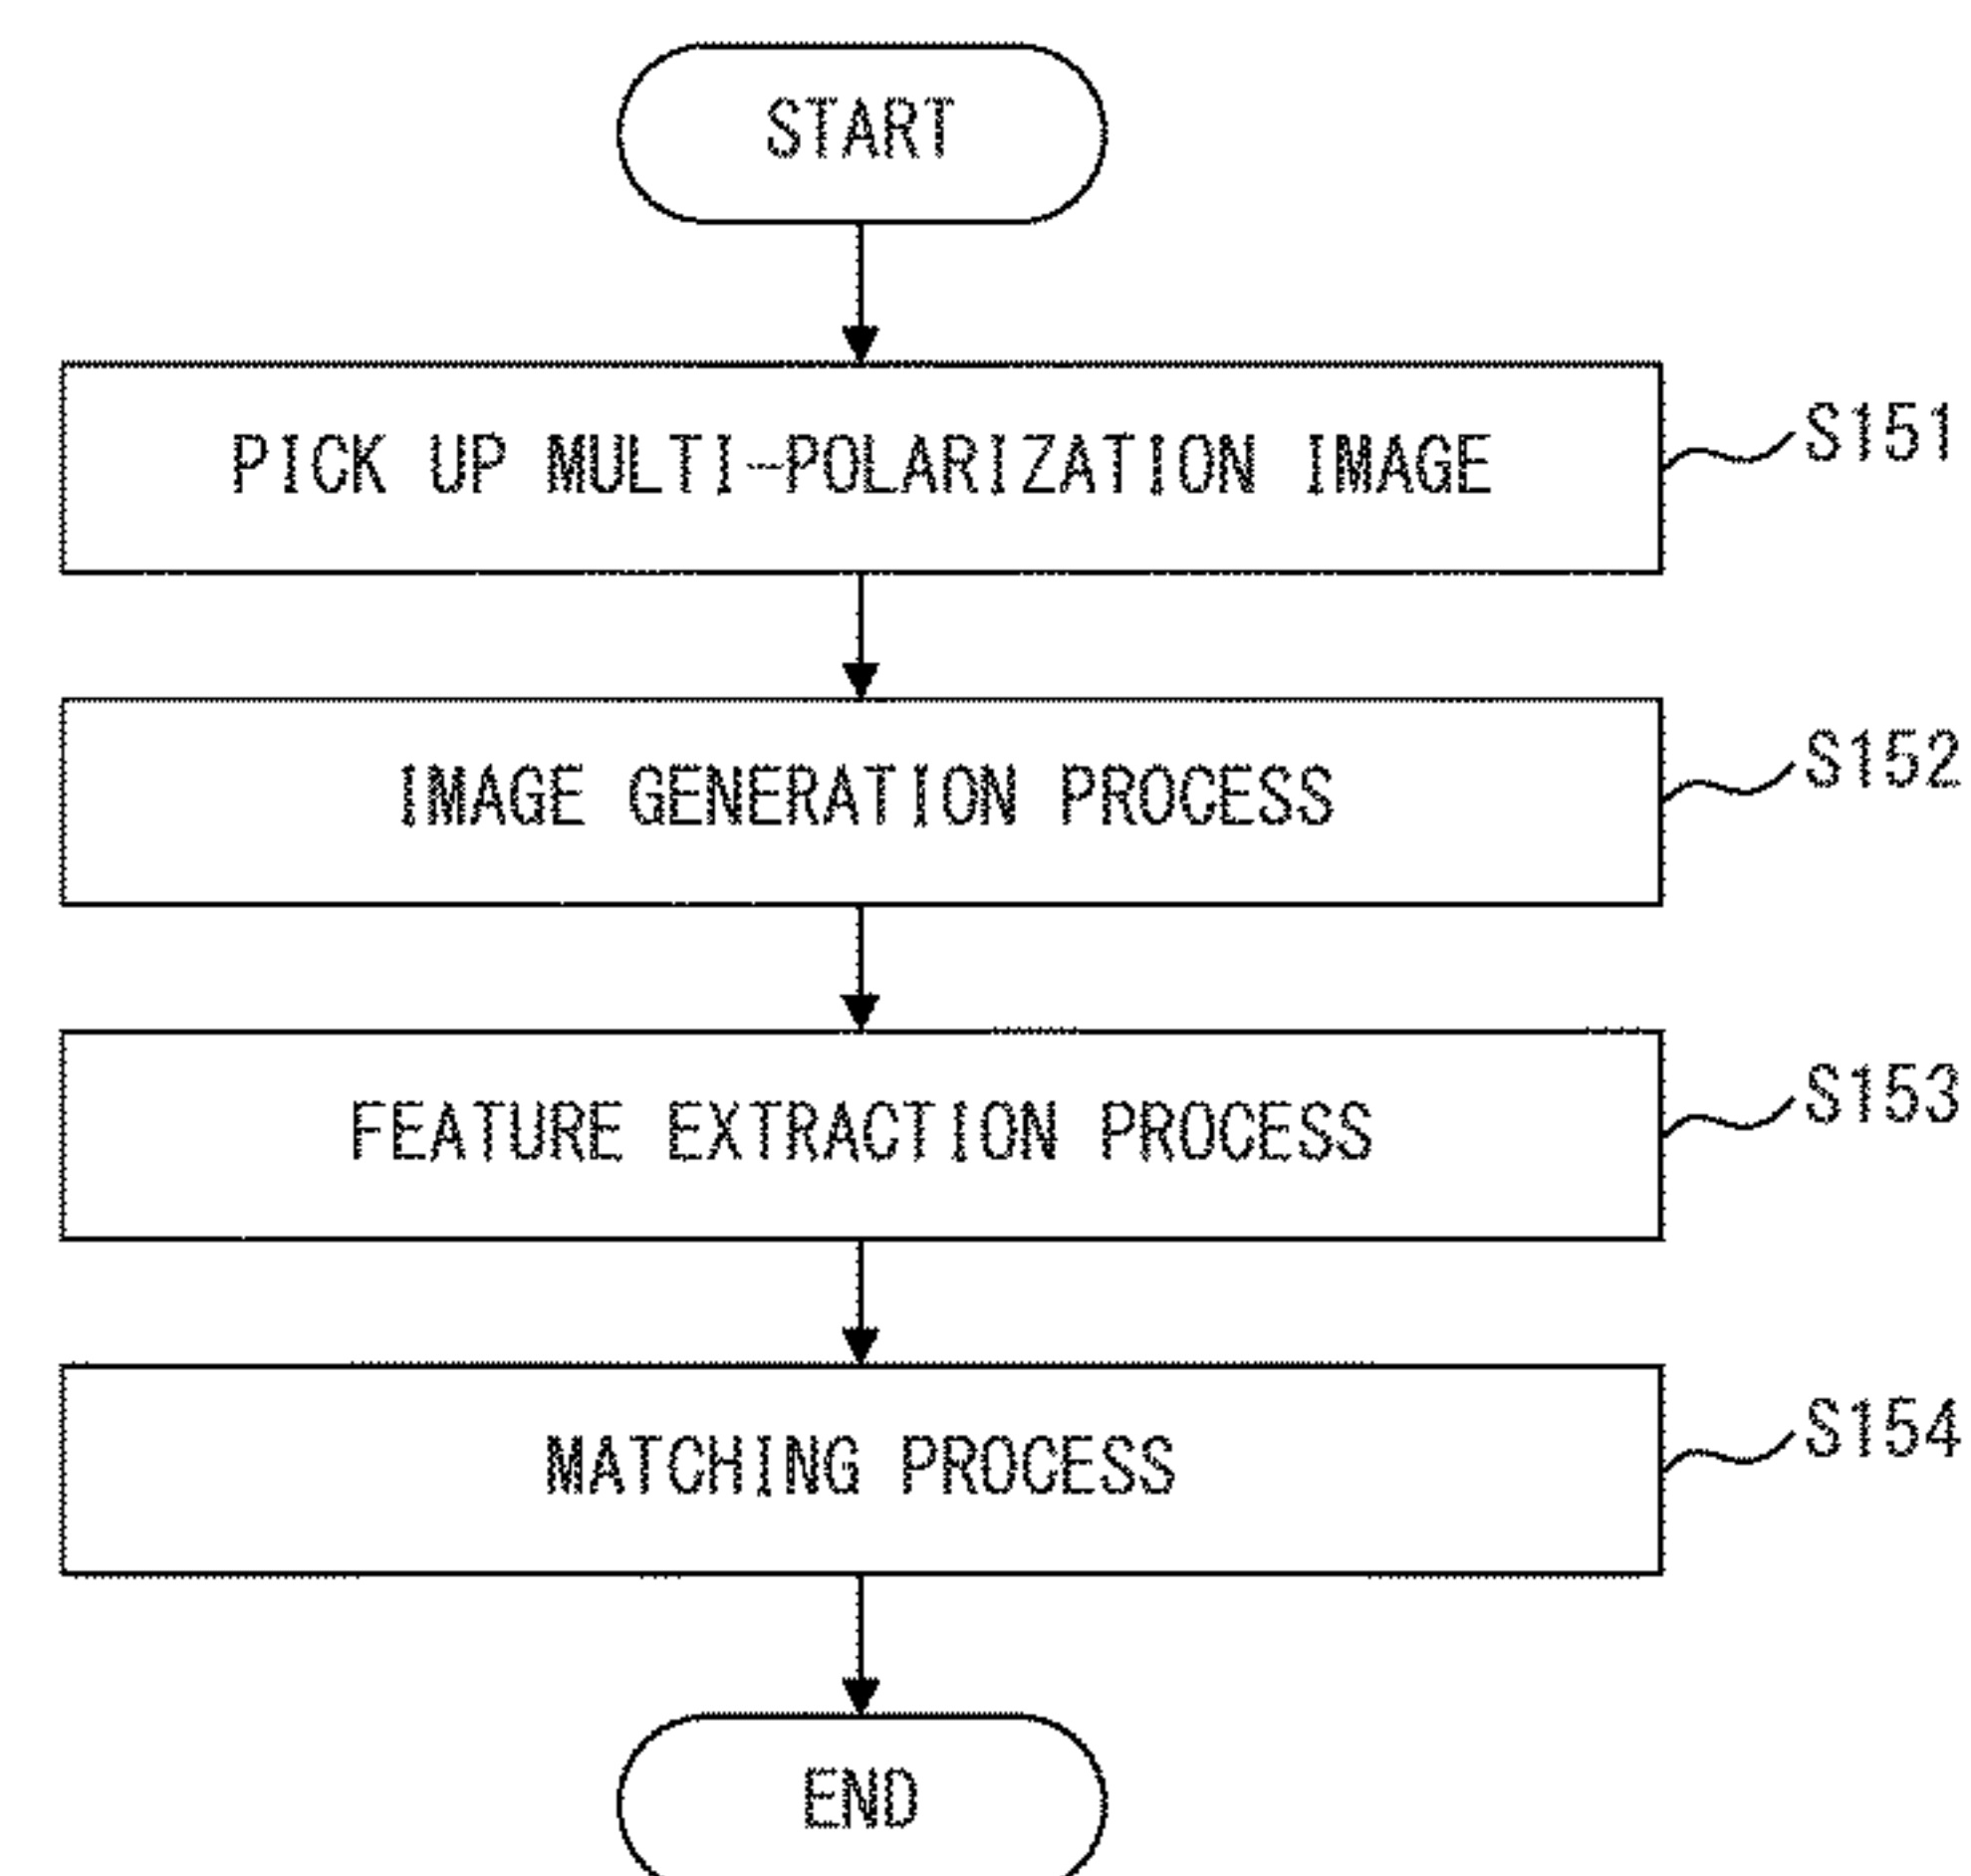 START
PICK UP MULTI-POLARIZATION IMAGE
S151
IMAGE GENERATION PROCESS
S152
FEATURE EXTRACTION PROCESS
S153
MATCHING PROCESS
S154
END